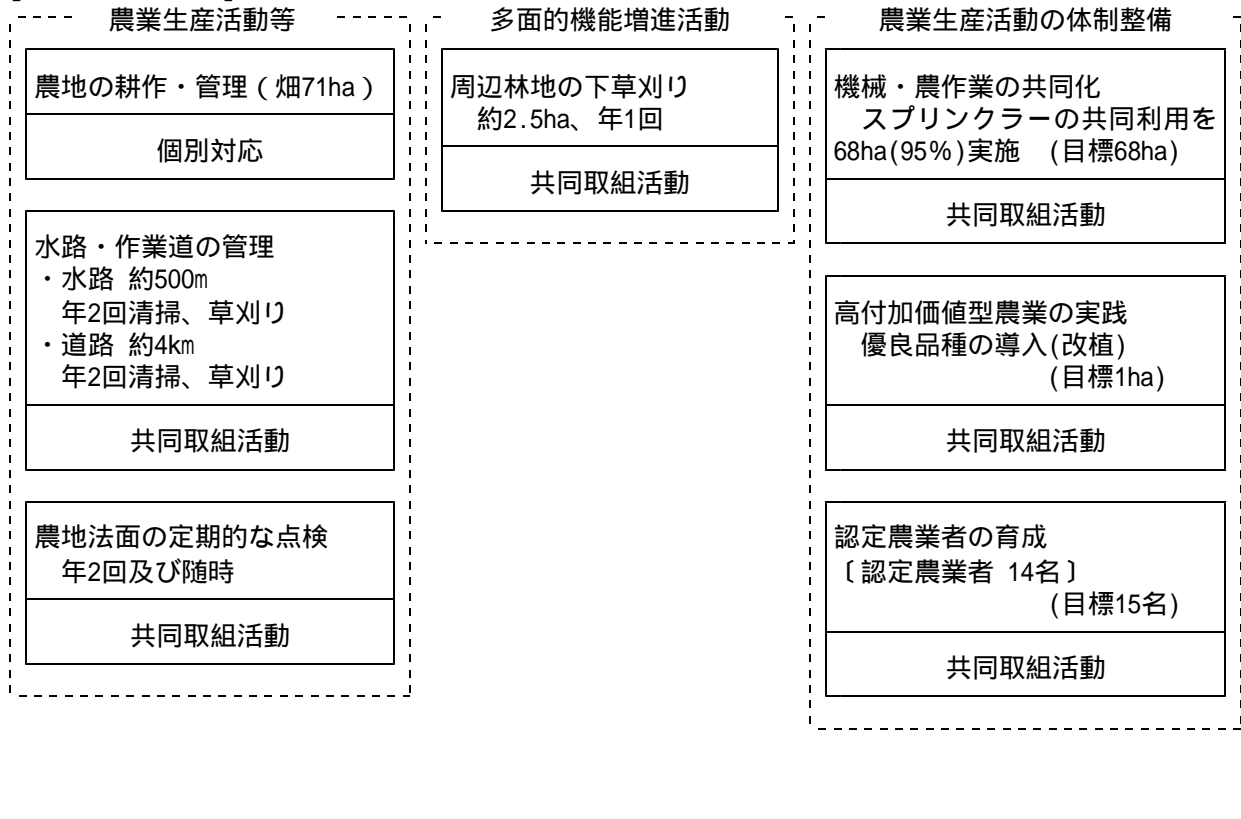 農業生産活動等
農地の耕作・管理（畑71ha）
個別対応
水路・作業道の管理
・水路 約500m
年2回清掃、草刈り
・道路 約4km
年2回清掃、草刈り
共同取組活動
農地法面の定期的な点検
年2回及び随時
共同取組活動
多面的機能増進活動
周辺林地の下草刈り
約2.5ha、年1回
共同取組活動
農業生産活動の体制整備
機械・農作業の共同化
スプリンクラーの共同利用を
68ha(95%)実施 (目標68ha)
共同取組活動
高付加価値型農業の実践
優良品種の導入(改植)
(目標1ha)
共同取組活動
認定農業者の育成
〔認定農業者 14名〕
(目標15名)
共同取組活動